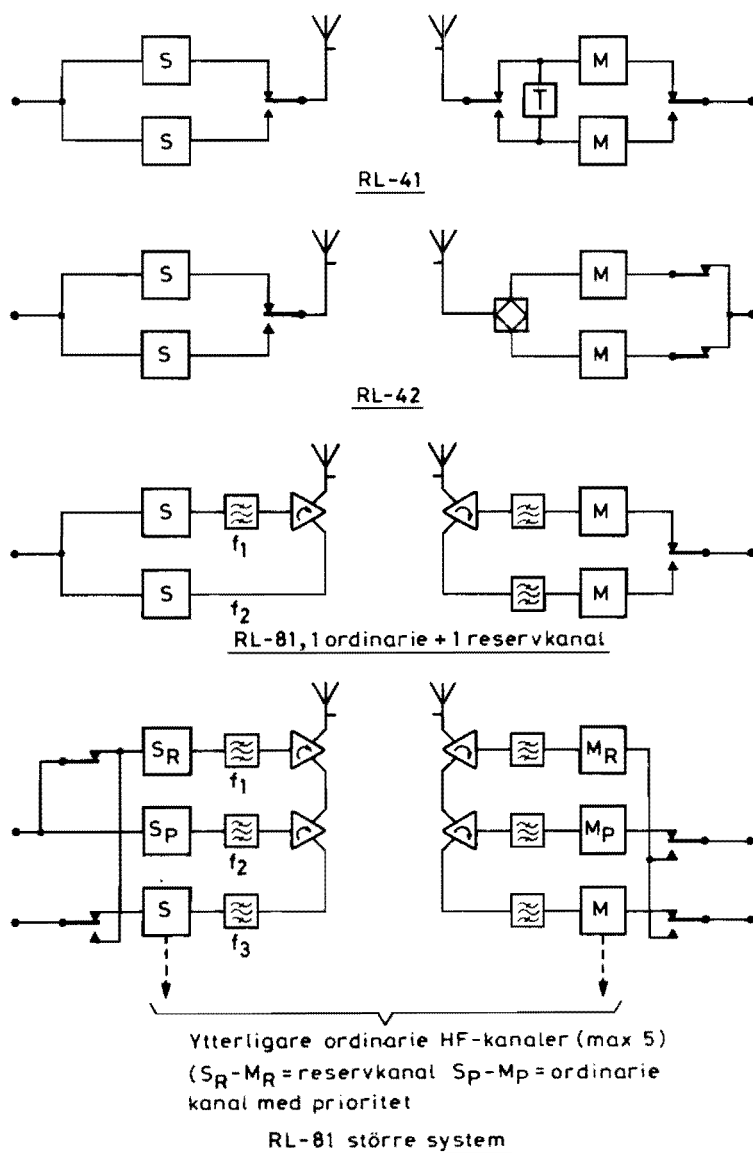 S M
T
S M
RL-41
S M
S M
RL-42
S M
f1
S M
f2
RL-81, 1 ordinarie + 1 reservkanal
SR MR
f1
SP MP
f2
S M
f3
Ytterligare ordinarie HF-kanaler (max 5)
(SR-MR = reservkanal SP-MP = ordinarie
kanal med prioritet
RL-81 större system